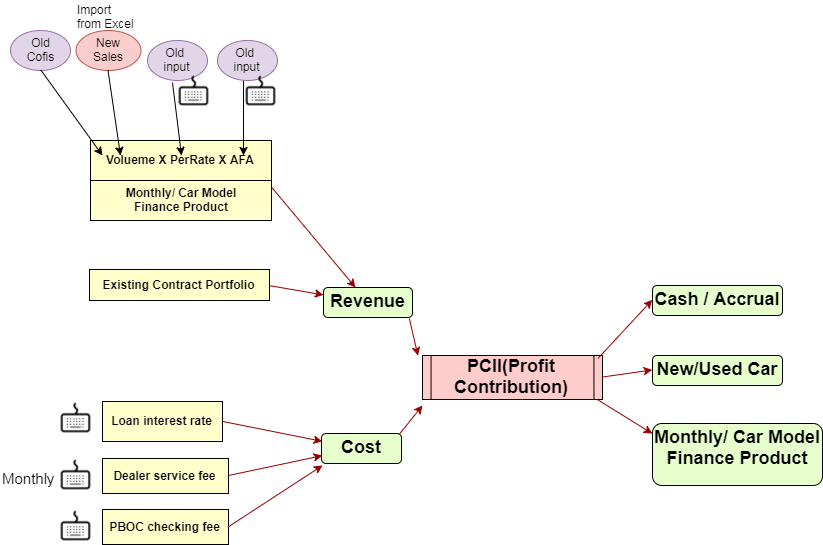 Import
from Excel
Old
Cofis
New
Sales
Old
input
Old
input
Volueme X PerRate X AFA
Monthly/ Car Model
Finance Product
Existing Contract Portfolio
Revenue
Cash / Accrual
PCII(Profit
Contribution)
New/Used Car
Loan interest rate
Cost
Monthly/ Car Model
Finance Product
Monthly
Dealer service fee
PBOC checking fee